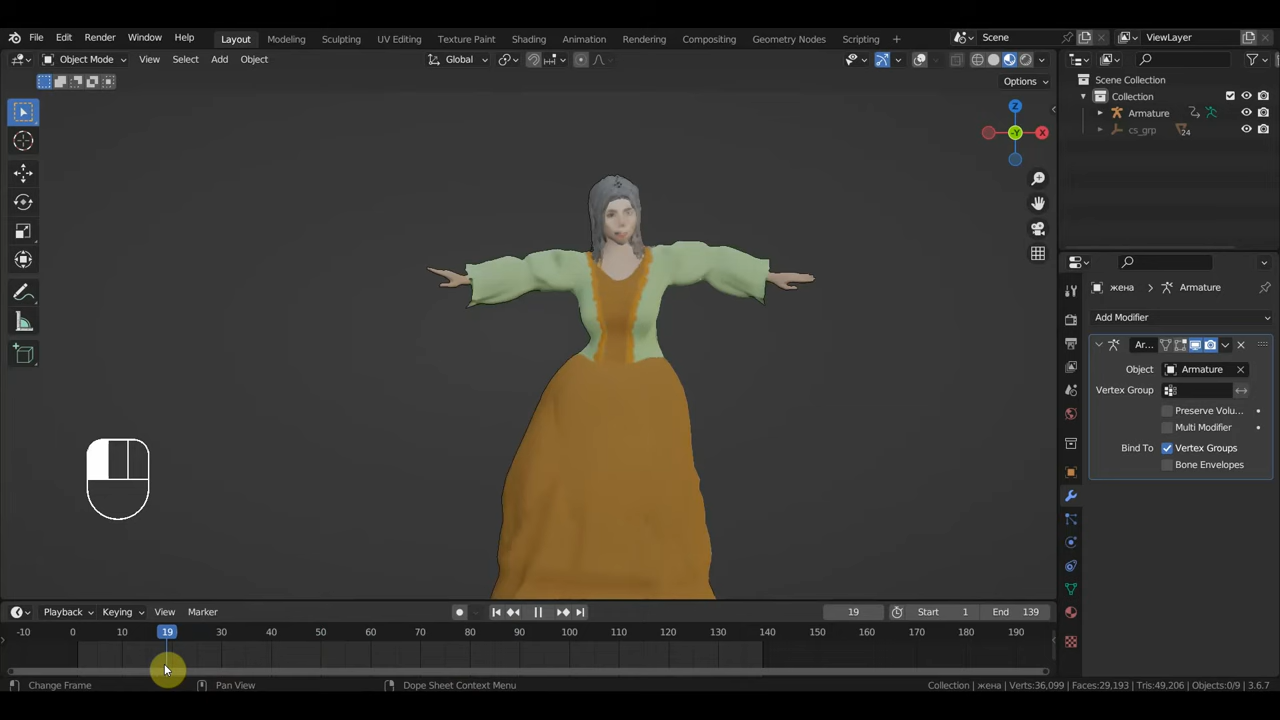 File Edit Render Window Help Layout Modeling Sculpting UV Editing Texture Paint Shading Animation Rendering Compositing Geometry Nodes Scripting + Scene ViewLayer
Object Mode View Select Add Object Global
Options
Scene Collection
Collection
Armature
cs_grp 24
Z
-Y X
жена > Armature
Add Modifier
Ar...
Object Armature
Vertex Group
Preserve Volu...
Multi Modifier
Bind To Vertex Groups
Bone Envelopes
Playback Keying View Marker 19 Start 1 End 139
-10 0 10 19 30 40 50 60 70 80 90 100 110 120 130 140 150 160 170 180 190
Change Frame Pan View Dope Sheet Context Menu Collection | жена | Verts:36,099 | Faces:29,193 | Tris:49,206 | Objects:0/9 | 3.6.7